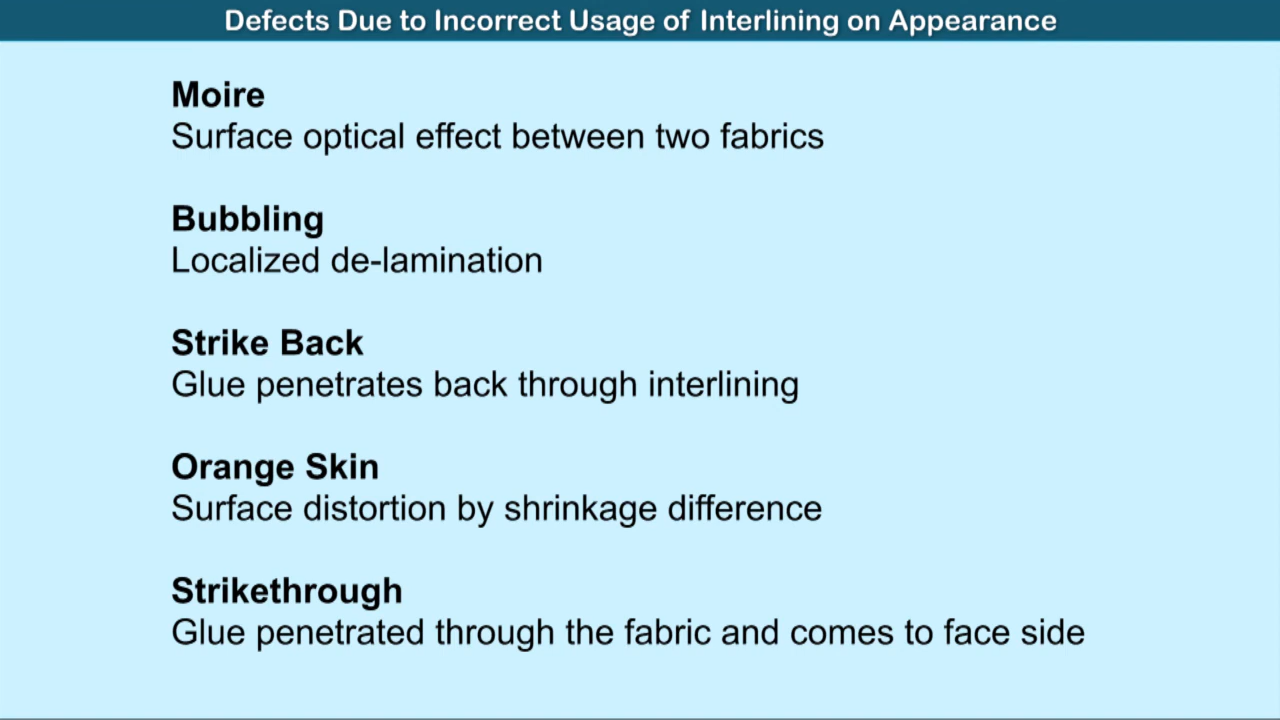 Defects Due to Incorrect Usage of Interlining on Appearance
Moire
Surface optical effect between two fabrics
Bubbling
Localized de-lamination
Strike Back
Glue penetrates back through interlining
Orange Skin
Surface distortion by shrinkage difference
Strikethrough
Glue penetrated through the fabric and comes to face side